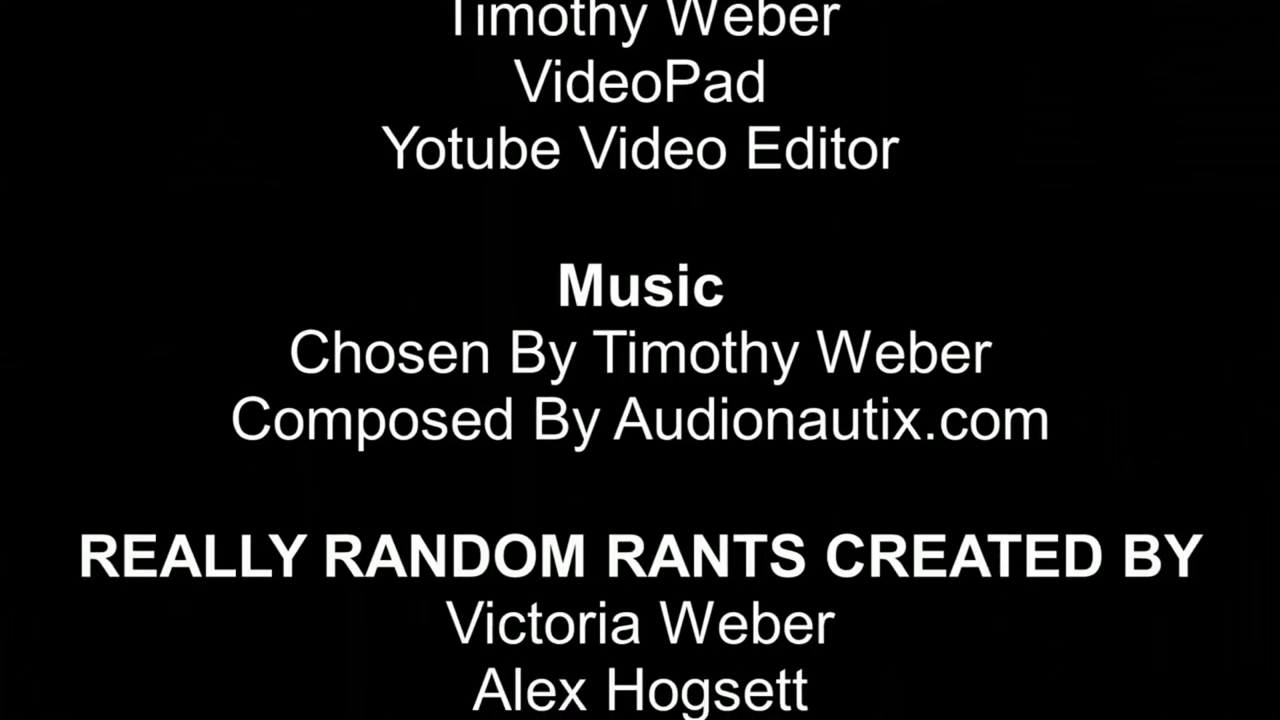 Timothy Weber
VideoPad
Yotube Video Editor
Music
Chosen By Timothy Weber
Composed By Audionautix.com
REALLY RANDOM RANTS CREATED BY
Victoria Weber
Alex Hogsett